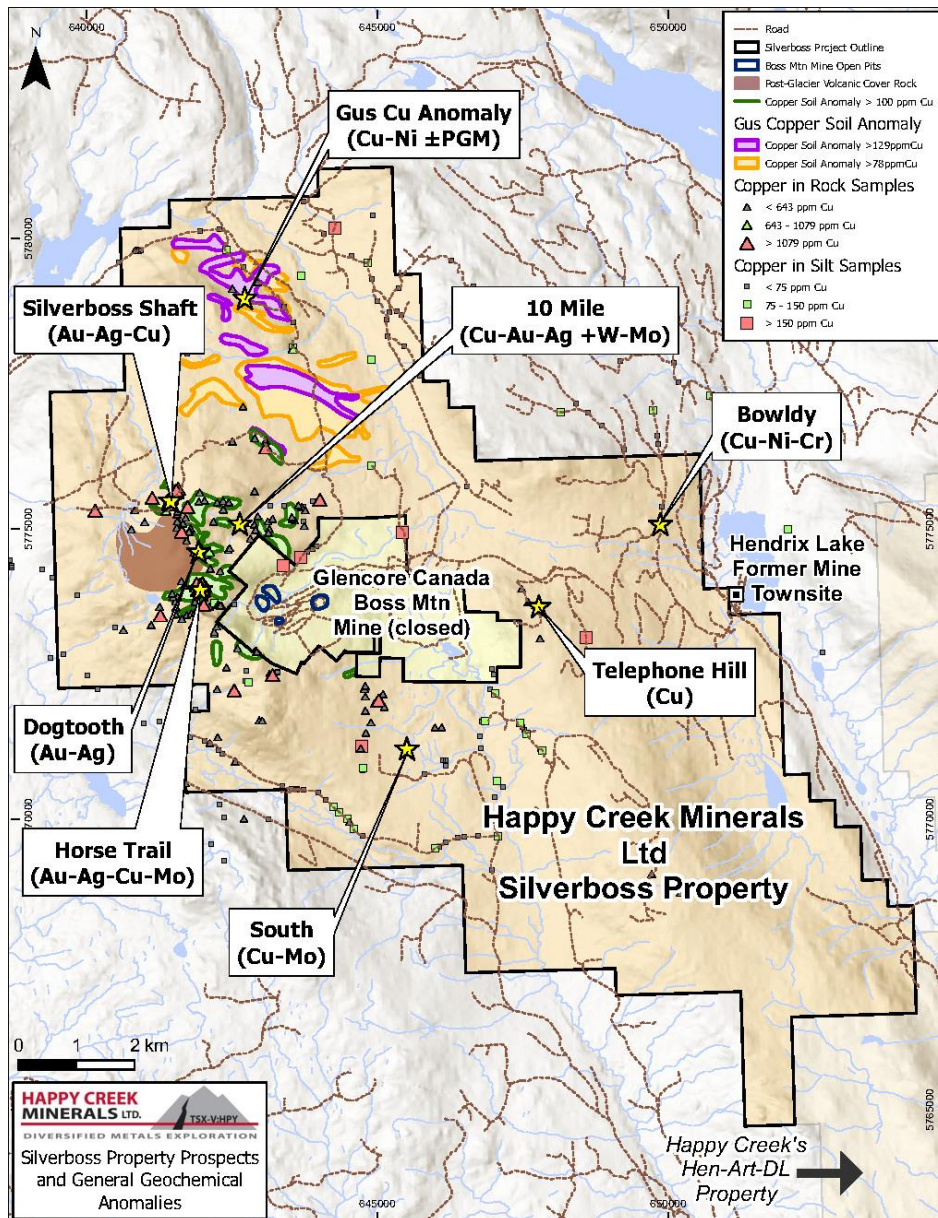 640000
645000
650000
N
Road
Silverboss Project Outline
Boss Mtn Mine Open Pits
Post-Glacier Volcanic Cover Rock
Copper Soil Anomaly > 100 ppm Cu
Gus Copper Soil Anomaly
Copper Soil Anomaly >129ppmCu
Copper Soil Anomaly >78ppmCu
Copper in Rock Samples
< 643 ppm Cu
643 - 1079 ppm Cu
> 1079 ppm Cu
Copper in Silt Samples
< 75 ppm Cu
75 - 150 ppm Cu
> 150 ppm Cu
Gus Cu Anomaly
(Cu-Ni ±PGM)
5780000
Silverboss Shaft
(Au-Ag-Cu)
10 Mile
(Cu-Au-Ag +W-Mo)
Bowldy
(Cu-Ni-Cr)
5775000
5775000
Hendrix Lake
Former Mine
Townsite
Glencore Canada
Boss Mtn
Mine (closed)
Telephone Hill
(Cu)
Dogtooth
(Au-Ag)
Horse Trail
(Au-Ag-Cu-Mo)
South
(Cu-Mo)
5770000
5770000
Happy Creek Minerals
Ltd
Silverboss Property
0 1 2 km
5765000
HAPPY CREEK
MINERALS LTD.
TSX-V:HPY
DIVERSIFIED METALS EXPLORATION
Silverboss Property Prospects
and General Geochemical
Anomalies
Happy Creek's
Hen-Art-DL
Property
645000
650000